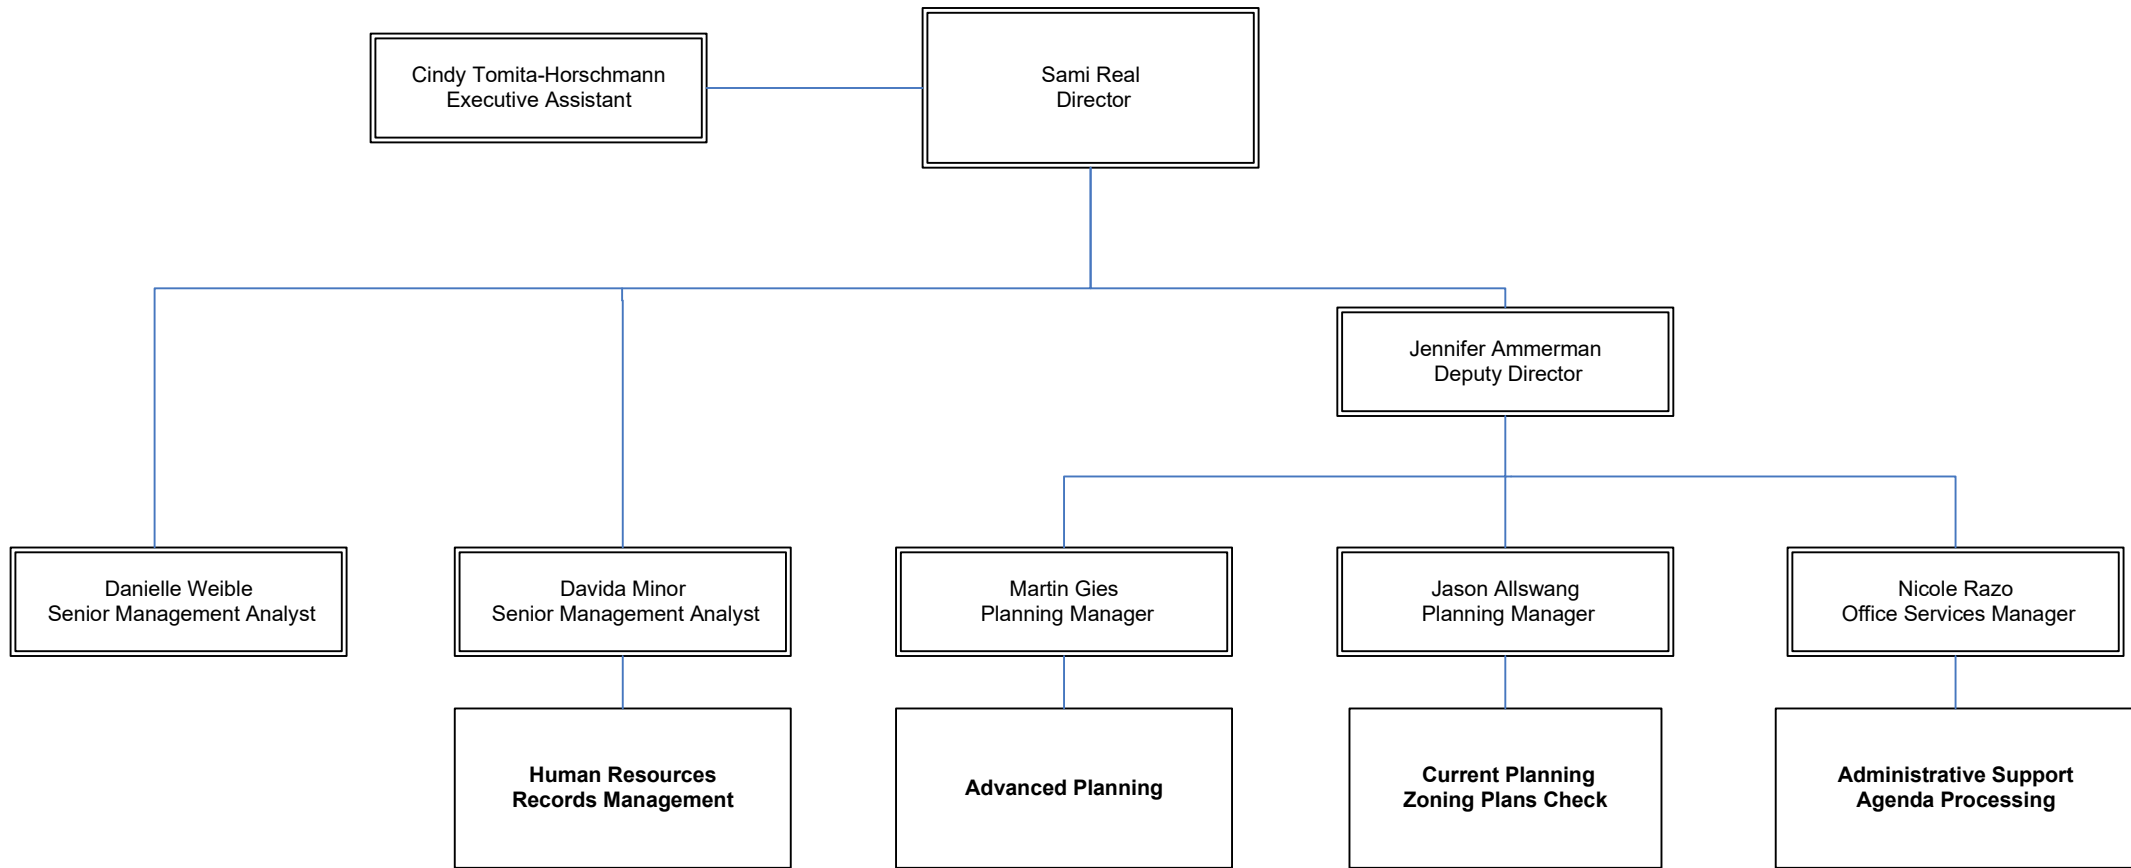 Cindy Tomita-Horschmann
Executive Assistant
Sami Real
Director
Jennifer Ammerman
Deputy Director
Danielle Weible
Senior Management Analyst
Davida Minor
Senior Management Analyst
Martin Gies
Planning Manager
Jason Allswang
Planning Manager
Nicole Razo
Office Services Manager
Human Resources
Records Management
Advanced Planning
Current Planning
Zoning Plans Check
Administrative Support
Agenda Processing